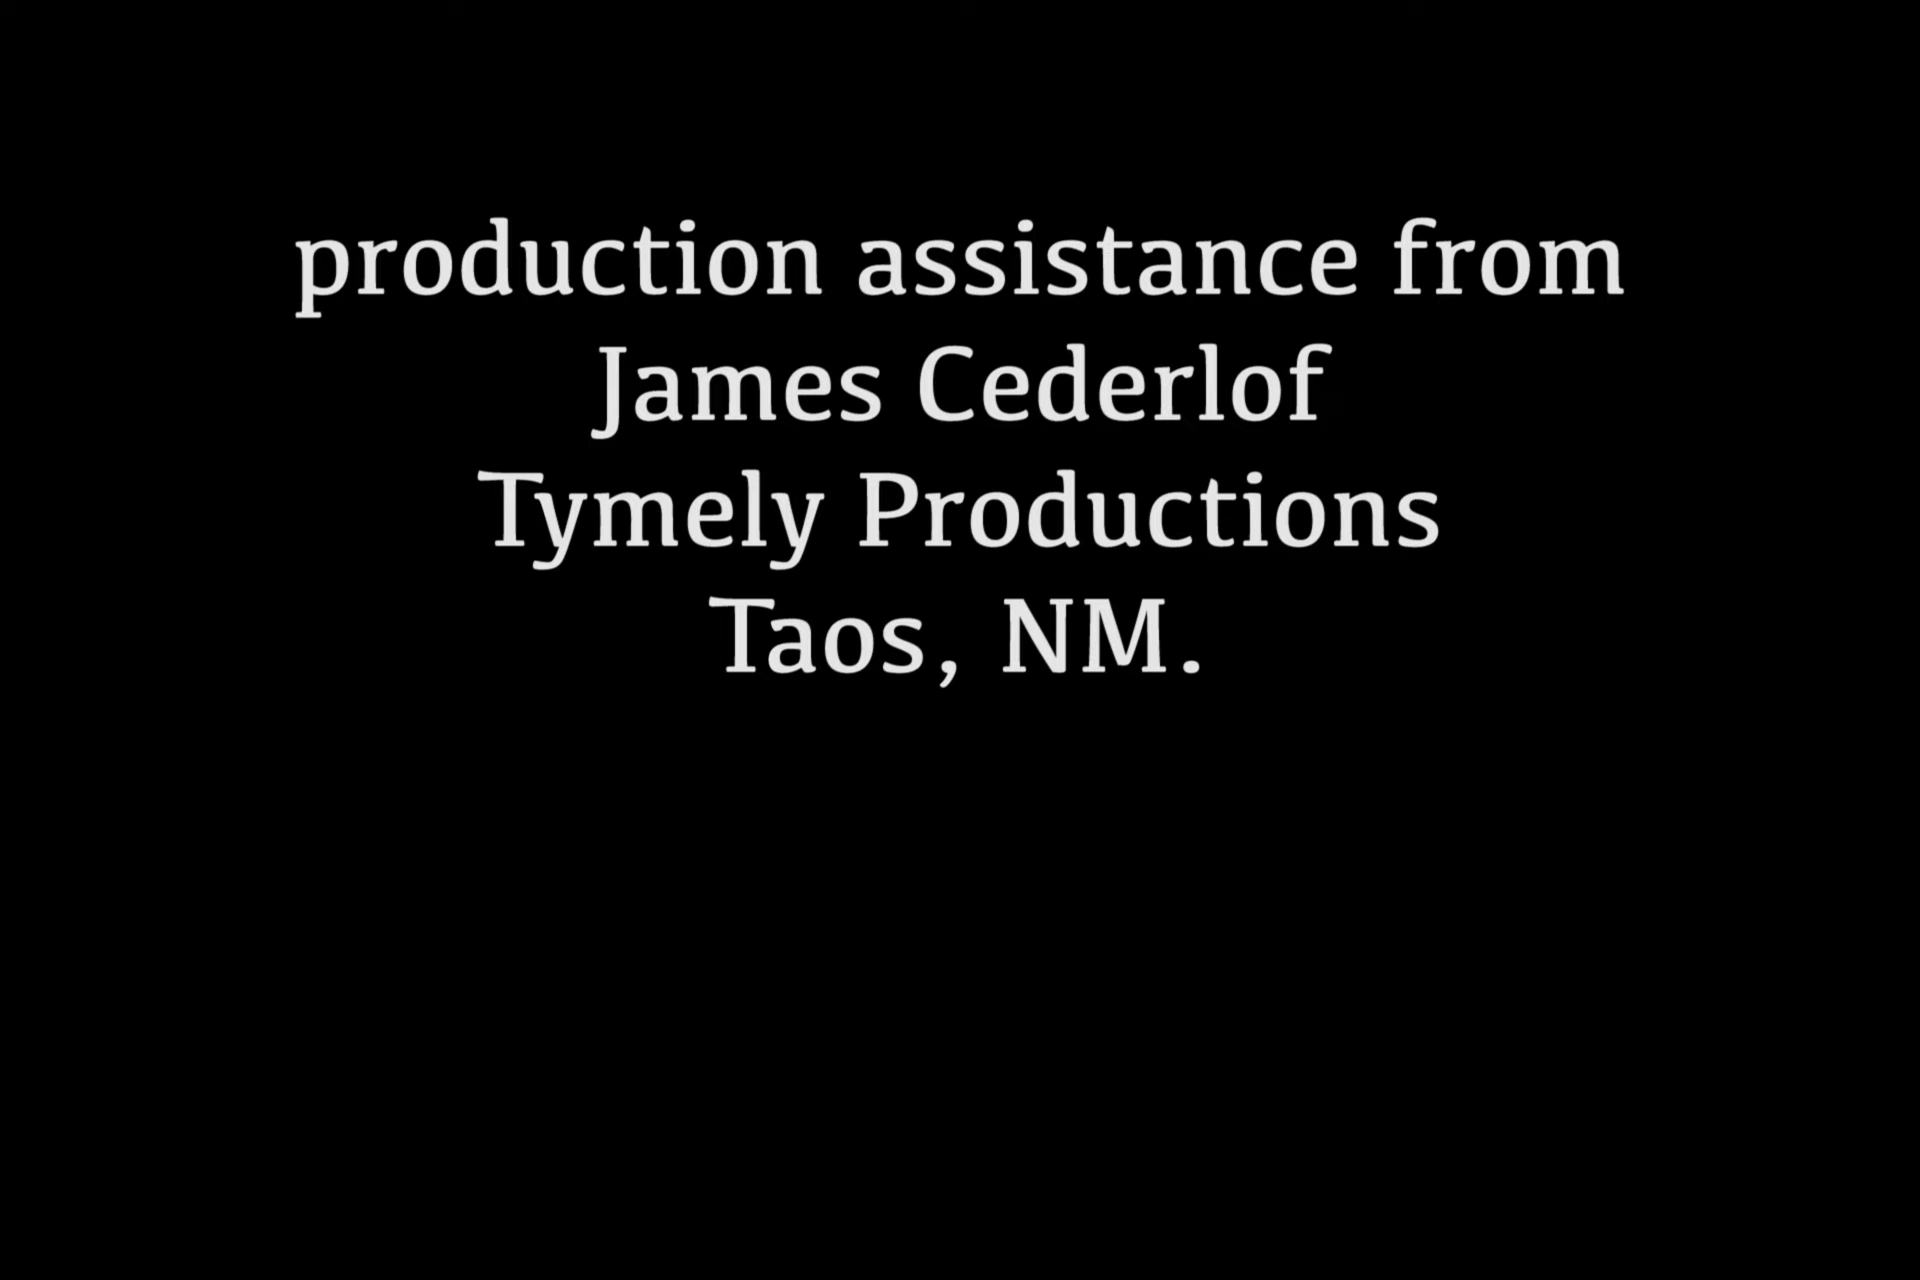 production assistance from
James Cederlof
Tymely Productions
Taos, NM.